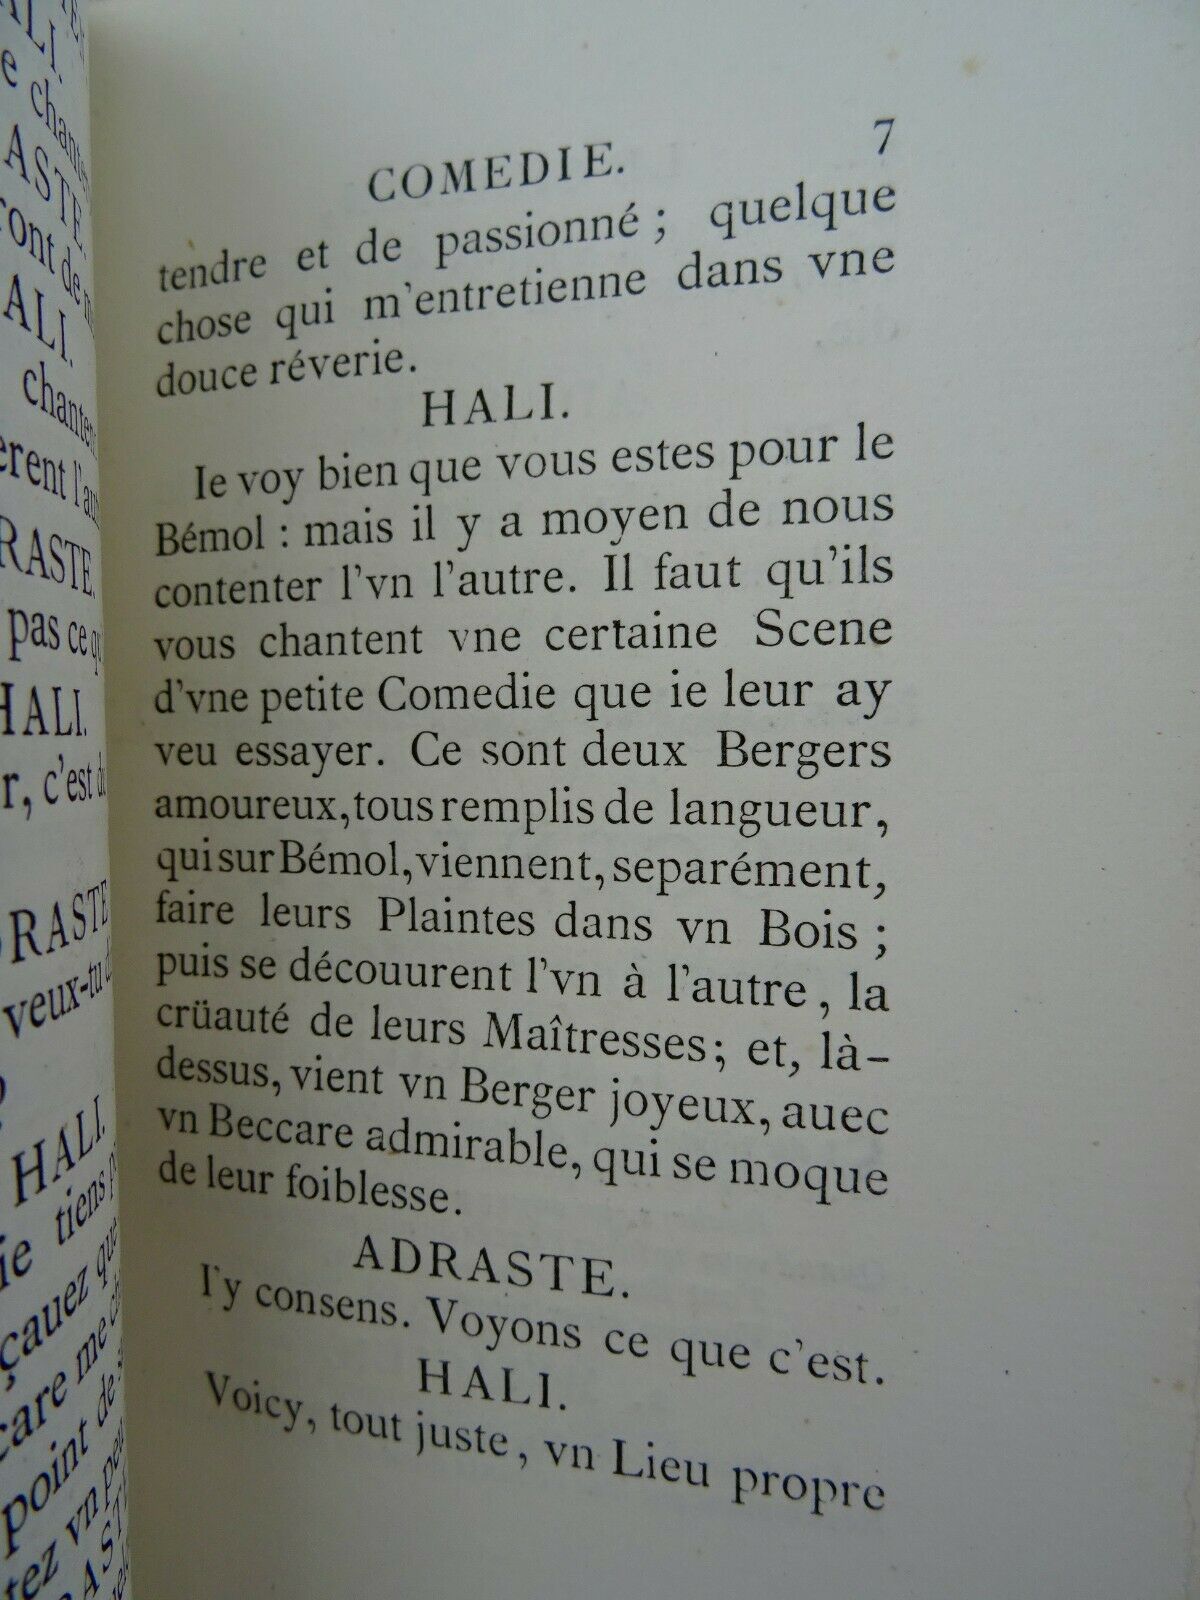 7
COMEDIE.
tendre et de passionné ; quelque
chose qui m'entretienne dans vne
douce réverie.
HALI.
Ie voy bien que vous estes pour le
Bémol : mais il y a moyen de nous
contenter l'vn l'autre. Il faut qu'ils
vous chantent vne certaine Scene
d'vne petite Comedie que ie leur ay
veu essayer. Ce sont deux Bergers
amoureux, tous remplis de langueur,
qui sur Bémol, viennent, separément,
faire leurs Plaintes dans vn Bois ;
puis se découurent l'vn à l'autre, la
crüauté de leurs Maîtresses; et, là-
dessus, vient vn Berger joyeux, auec
vn Beccare admirable, qui se moque
de leur foiblesse.
ADRASTE.
I'y consens. Voyons ce que c'est.
HALI.
Voicy, tout juste, vn Lieu propre